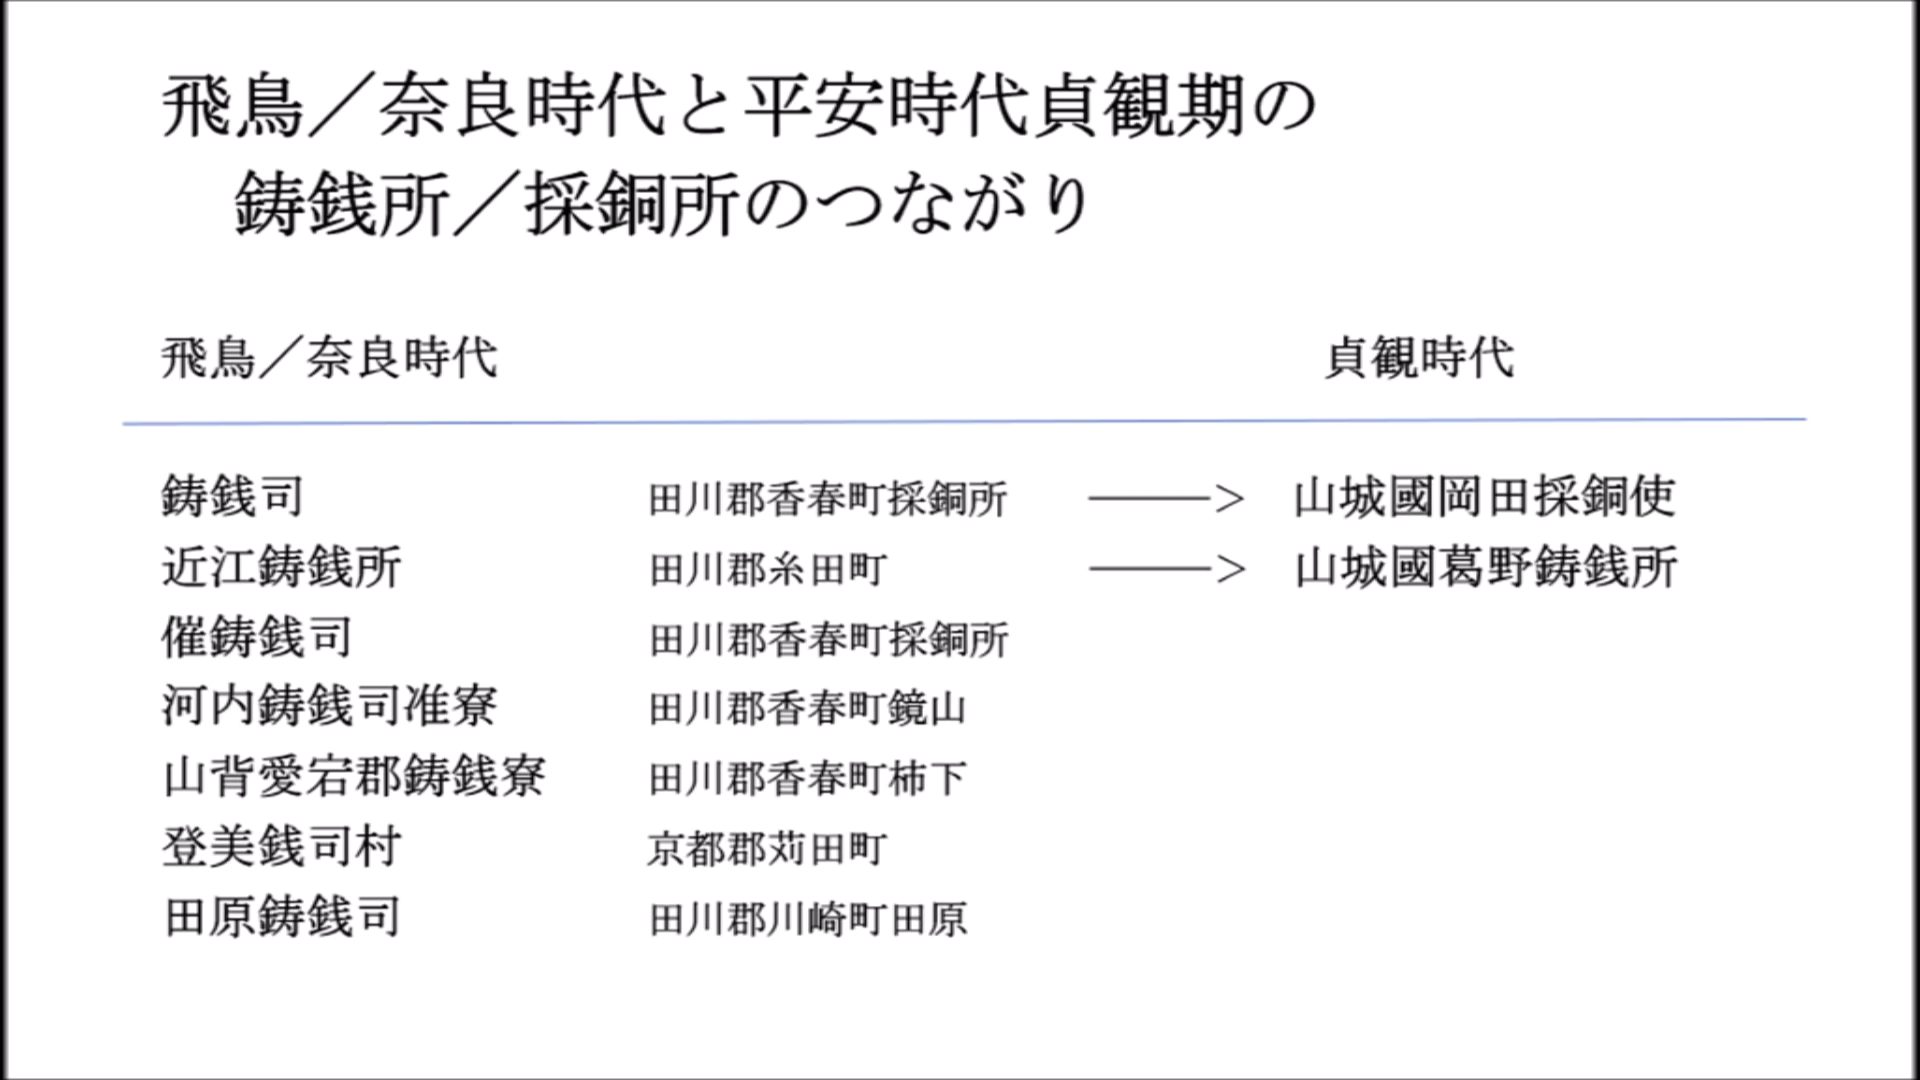 飛鳥／奈良時代と平安時代貞観期の
鋳銭所／採銅所のつながり
飛鳥／奈良時代 貞観時代
鋳銭司 田川郡香春町採銅所 ――> 山城國岡田採銅使
近江鋳銭所 田川郡糸田町 ――> 山城國葛野鋳銭所
催鋳銭司 田川郡香春町採銅所
河内鋳銭司准寮 田川郡香春町鏡山
山背愛宕郡鋳銭寮 田川郡香春町柿下
登美銭司村 京都郡苅田町
田原鋳銭司 田川郡川崎町田原